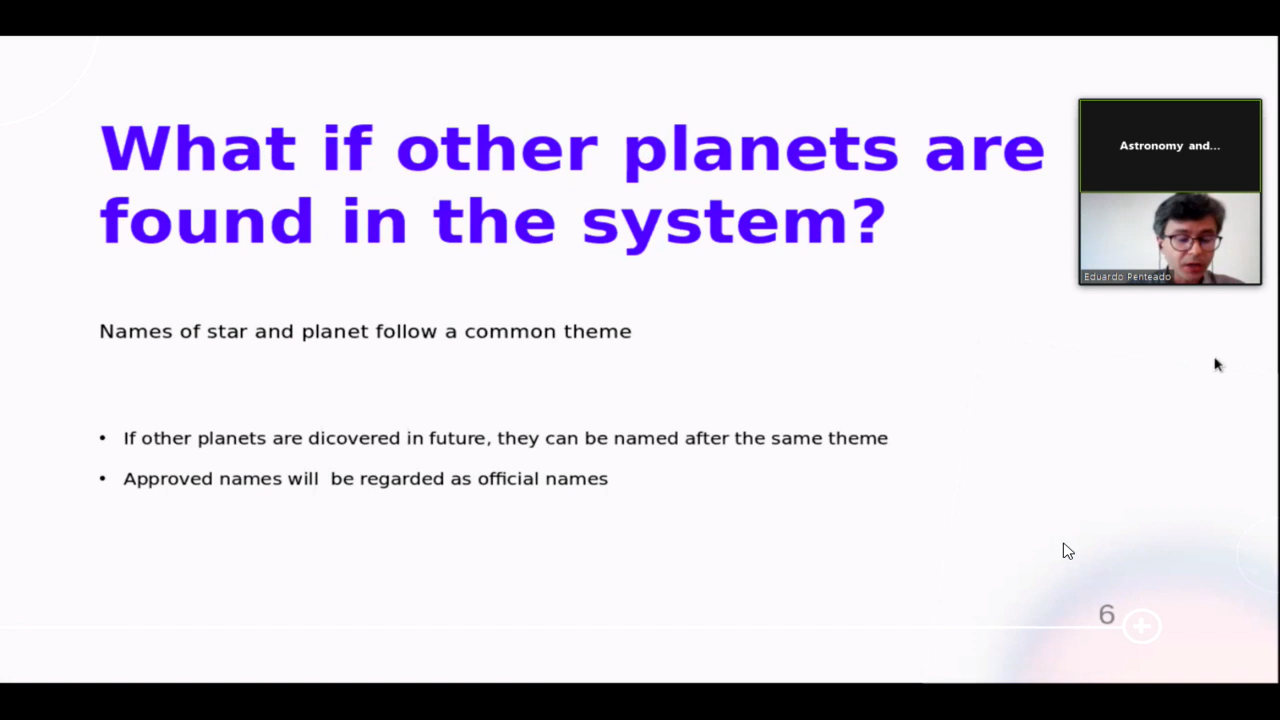 What if other planets are
found in the system?
Astronomy and...
Eduardo Penteado
Names of star and planet follow a common theme
• If other planets are dicovered in future, they can be named after the same theme
• Approved names will  be regarded as official names
6